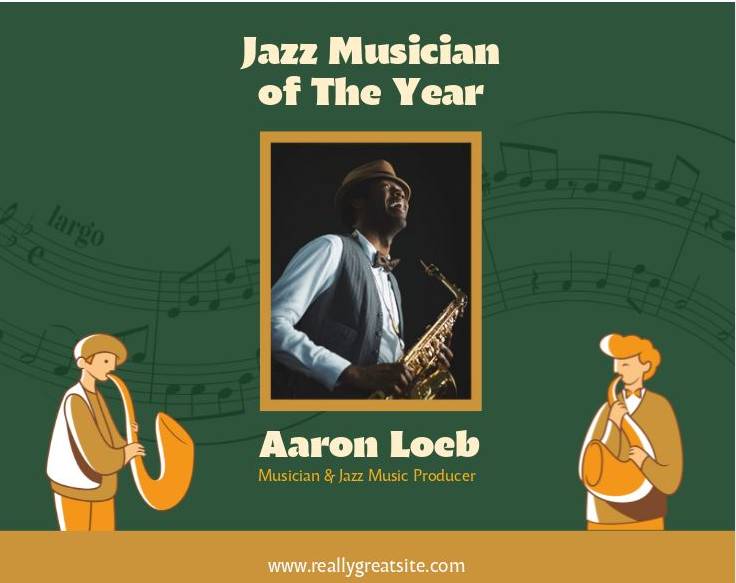 Jazz Musician
of The Year
largo
Aaron Loeb
Musician & Jazz Music Producer
www.reallygreatsite.com